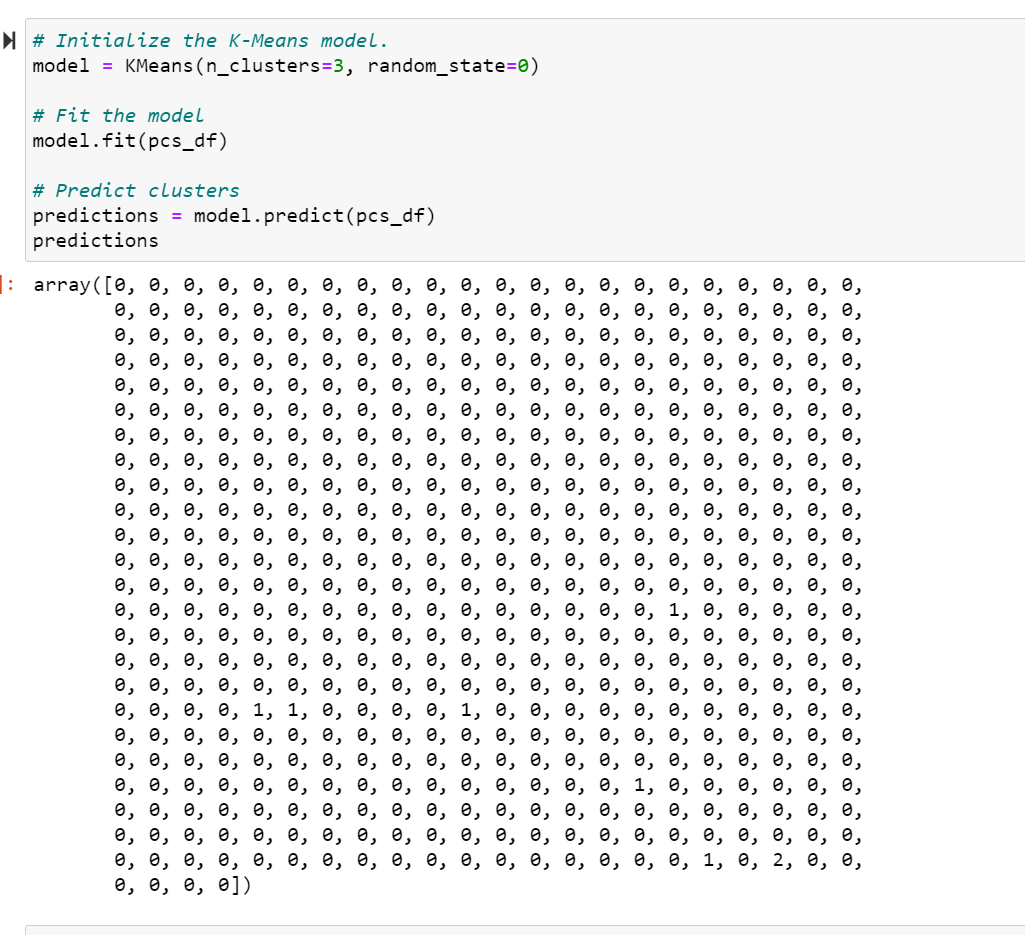 # Initialize the K-Means model.
model = KMeans(n_clusters=3, random_state=0)
# Fit the model
model.fit(pcs_df)
# Predict clusters
predictions = model.predict(pcs_df)
predictions
]: array([0, 0, 0, 0, 0, 0, 0, 0, 0, 0, 0, 0, 0, 0, 0, 0, 0, 0, 0, 0, 0, 0,
0, 0, 0, 0, 0, 0, 0, 0, 0, 0, 0, 0, 0, 0, 0, 0, 0, 0, 0, 0, 0, 0,
0, 0, 0, 0, 0, 0, 0, 0, 0, 0, 0, 0, 0, 0, 0, 0, 0, 0, 0, 0, 0, 0,
0, 0, 0, 0, 0, 0, 0, 0, 0, 0, 0, 0, 0, 0, 0, 0, 0, 0, 0, 0, 0, 0,
0, 0, 0, 0, 0, 0, 0, 0, 0, 0, 0, 0, 0, 0, 0, 0, 0, 0, 0, 0, 0, 0,
0, 0, 0, 0, 0, 0, 0, 0, 0, 0, 0, 0, 0, 0, 0, 0, 0, 0, 0, 0, 0, 0,
0, 0, 0, 0, 0, 0, 0, 0, 0, 0, 0, 0, 0, 0, 0, 0, 0, 0, 0, 0, 0, 0,
0, 0, 0, 0, 0, 0, 0, 0, 0, 0, 0, 0, 0, 0, 0, 0, 0, 0, 0, 0, 0, 0,
0, 0, 0, 0, 0, 0, 0, 0, 0, 0, 0, 0, 0, 0, 0, 0, 0, 0, 0, 0, 0, 0,
0, 0, 0, 0, 0, 0, 0, 0, 0, 0, 0, 0, 0, 0, 0, 0, 0, 0, 0, 0, 0, 0,
0, 0, 0, 0, 0, 0, 0, 0, 0, 0, 0, 0, 0, 0, 0, 0, 0, 0, 0, 0, 0, 0,
0, 0, 0, 0, 0, 0, 0, 0, 0, 0, 0, 0, 0, 0, 0, 0, 0, 0, 0, 0, 0, 0,
0, 0, 0, 0, 0, 0, 0, 0, 0, 0, 0, 0, 0, 0, 0, 0, 0, 0, 0, 0, 0, 0,
0, 0, 0, 0, 0, 0, 0, 0, 0, 0, 0, 0, 0, 0, 0, 0, 1, 0, 0, 0, 0, 0,
0, 0, 0, 0, 0, 0, 0, 0, 0, 0, 0, 0, 0, 0, 0, 0, 0, 0, 0, 0, 0, 0,
0, 0, 0, 0, 0, 0, 0, 0, 0, 0, 0, 0, 0, 0, 0, 0, 0, 0, 0, 0, 0, 0,
0, 0, 0, 0, 0, 0, 0, 0, 0, 0, 0, 0, 0, 0, 0, 0, 0, 0, 0, 0, 0, 0,
0, 0, 0, 0, 1, 1, 0, 0, 0, 0, 1, 0, 0, 0, 0, 0, 0, 0, 0, 0, 0, 0,
0, 0, 0, 0, 0, 0, 0, 0, 0, 0, 0, 0, 0, 0, 0, 0, 0, 0, 0, 0, 0, 0,
0, 0, 0, 0, 0, 0, 0, 0, 0, 0, 0, 0, 0, 0, 0, 0, 0, 0, 0, 0, 0, 0,
0, 0, 0, 0, 0, 0, 0, 0, 0, 0, 0, 0, 0, 0, 0, 1, 0, 0, 0, 0, 0, 0,
0, 0, 0, 0, 0, 0, 0, 0, 0, 0, 0, 0, 0, 0, 0, 0, 0, 0, 0, 0, 0, 0,
0, 0, 0, 0, 0, 0, 0, 0, 0, 0, 0, 0, 0, 0, 0, 0, 0, 0, 0, 0, 0, 0,
0, 0, 0, 0, 0, 0, 0, 0, 0, 0, 0, 0, 0, 0, 0, 0, 0, 1, 0, 2, 0, 0,
0, 0, 0, 0])